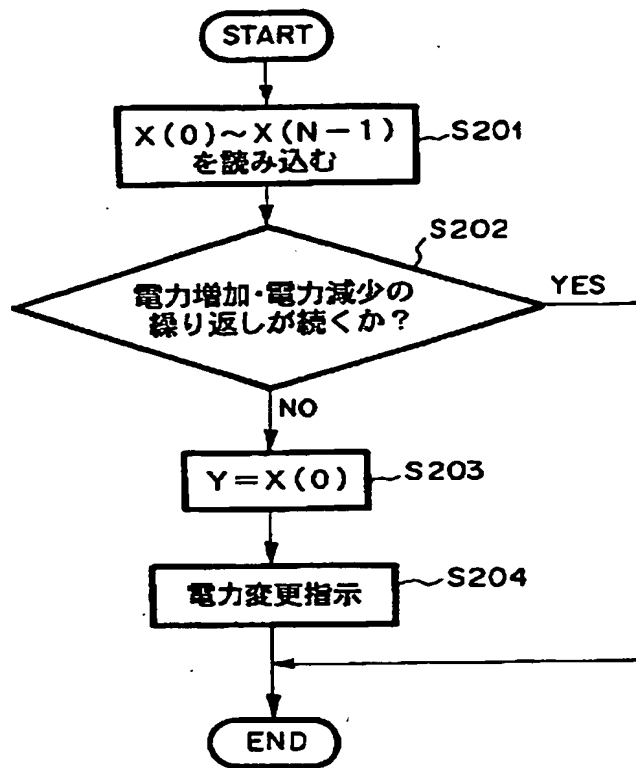 START
X(0)~X(N-1)
を読み込む
S201
S202
電力増加・電力減少の
繰り返しが続くか?
YES
NO
Y=X(0)
S203
電力変更指示
S204
END